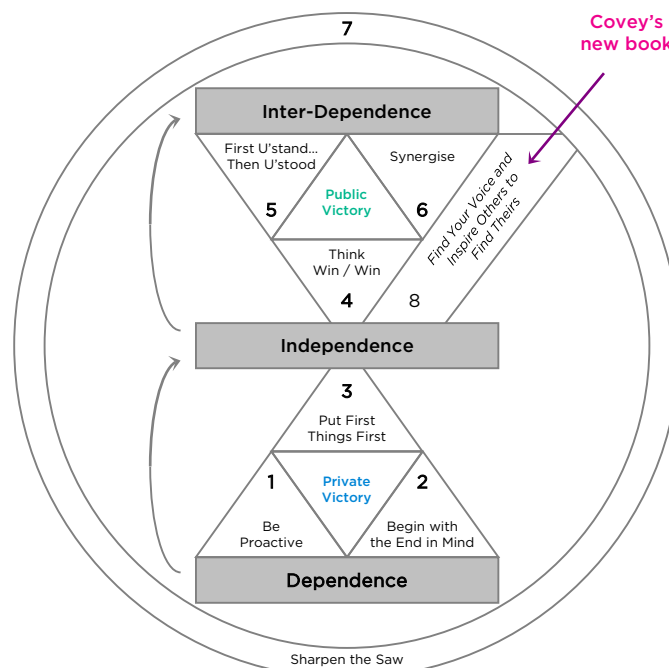 7
Covey's
new book
Inter-Dependence
First U'stand...
Then U'stood
Synergise
Public
Victory
5
6
Find Your Voice and
Inspire Others to
Find Theirs
Think
Win / Win
4
8
Independence
3
Put First
Things First
1
Private
Victory
2
Be
Proactive
Begin with
the End in Mind
Dependence
Sharpen the Saw